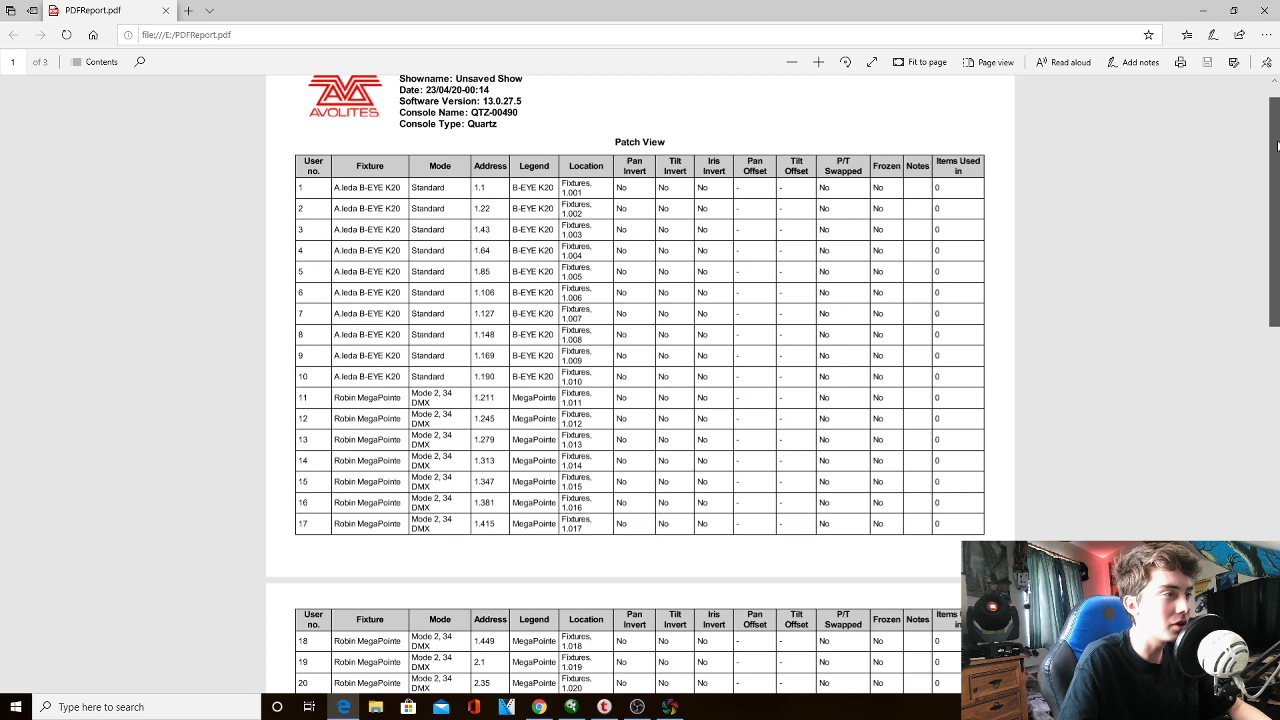 PDFReport.pdf
file:///E:/PDFReport.pdf
1 of 3 Contents Fit to page Page view Read aloud Add notes
AVOLITES
Showname: Unsaved Show
Date: 23/04/20-00:14
Software Version: 13.0.27.5
Console Name: QTZ-00490
Console Type: Quartz
Patch View
User no. Fixture Mode Address Legend Location Pan Invert Tilt Invert Iris Invert Pan Offset Tilt Offset P/T Swapped Frozen Notes Items Used in
1 A.leda B-EYE K20 Standard 1.1 B-EYE K20 Fixtures, 1.001 No No No - - No No 0
2 A.leda B-EYE K20 Standard 1.22 B-EYE K20 Fixtures, 1.002 No No No - - No No 0
3 A.leda B-EYE K20 Standard 1.43 B-EYE K20 Fixtures, 1.003 No No No - - No No 0
4 A.leda B-EYE K20 Standard 1.64 B-EYE K20 Fixtures, 1.004 No No No - - No No 0
5 A.leda B-EYE K20 Standard 1.85 B-EYE K20 Fixtures, 1.005 No No No - - No No 0
6 A.leda B-EYE K20 Standard 1.106 B-EYE K20 Fixtures, 1.006 No No No - - No No 0
7 A.leda B-EYE K20 Standard 1.127 B-EYE K20 Fixtures, 1.007 No No No - - No No 0
8 A.leda B-EYE K20 Standard 1.148 B-EYE K20 Fixtures, 1.008 No No No - - No No 0
9 A.leda B-EYE K20 Standard 1.169 B-EYE K20 Fixtures, 1.009 No No No - - No No 0
10 A.leda B-EYE K20 Standard 1.190 B-EYE K20 Fixtures, 1.010 No No No - - No No 0
11 Robin MegaPointe Mode 2, 34 DMX 1.211 MegaPointe Fixtures, 1.011 No No No - - No No 0
12 Robin MegaPointe Mode 2, 34 DMX 1.245 MegaPointe Fixtures, 1.012 No No No - - No No 0
13 Robin MegaPointe Mode 2, 34 DMX 1.279 MegaPointe Fixtures, 1.013 No No No - - No No 0
14 Robin MegaPointe Mode 2, 34 DMX 1.313 MegaPointe Fixtures, 1.014 No No No - - No No 0
15 Robin MegaPointe Mode 2, 34 DMX 1.347 MegaPointe Fixtures, 1.015 No No No - - No No 0
16 Robin MegaPointe Mode 2, 34 DMX 1.381 MegaPointe Fixtures, 1.016 No No No - - No No 0
17 Robin MegaPointe Mode 2, 34 DMX 1.415 MegaPointe Fixtures, 1.017 No No No - - No No 0
User no. Fixture Mode Address Legend Location Pan Invert Tilt Invert Iris Invert Pan Offset Tilt Offset P/T Swapped Frozen Notes Items in
18 Robin MegaPointe Mode 2, 34 DMX 1.449 MegaPointe Fixtures, 1.018 No No No - - No No 0
19 Robin MegaPointe Mode 2, 34 DMX 2.1 MegaPointe Fixtures, 1.019 No No No - - No No 0
20 Robin MegaPointe Mode 2, 34 DMX 2.35 MegaPointe Fixtures, 1.020 No No No - - No No 0
Type here to search